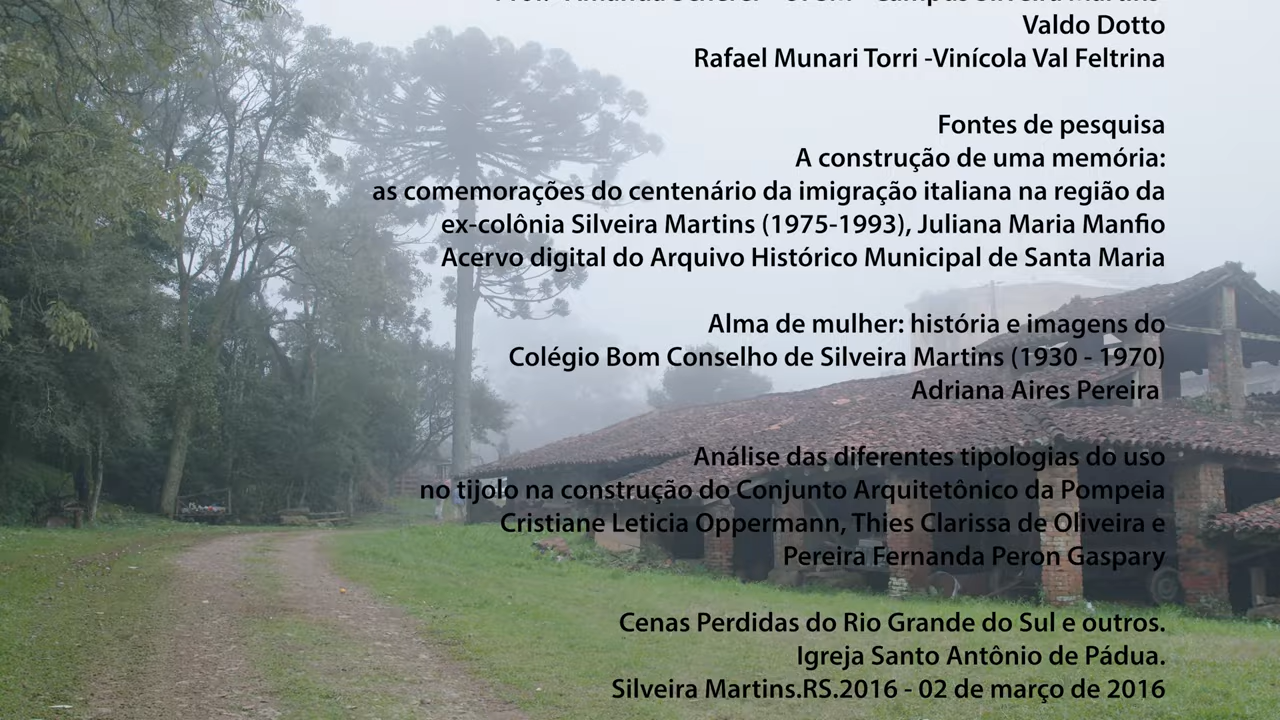 Valdo Dotto
Rafael Munari Torri -Vinícola Val Feltrina
Fontes de pesquisa
A construção de uma memória:
as comemorações do centenário da imigração italiana na região da
ex-colônia Silveira Martins (1975-1993), Juliana Maria Manfio
Acervo digital do Arquivo Histórico Municipal de Santa Maria
Alma de mulher: história e imagens do
Colégio Bom Conselho de Silveira Martins (1930 - 1970)
Adriana Aires Pereira
Análise das diferentes tipologias do uso
no tijolo na construção do Conjunto Arquitetônico da Pompeia
Cristiane Leticia Oppermann, Thies Clarissa de Oliveira e
Pereira Fernanda Peron Gaspary
Cenas Perdidas do Rio Grande do Sul e outros.
Igreja Santo Antônio de Pádua.
Silveira Martins.RS.2016 - 02 de março de 2016